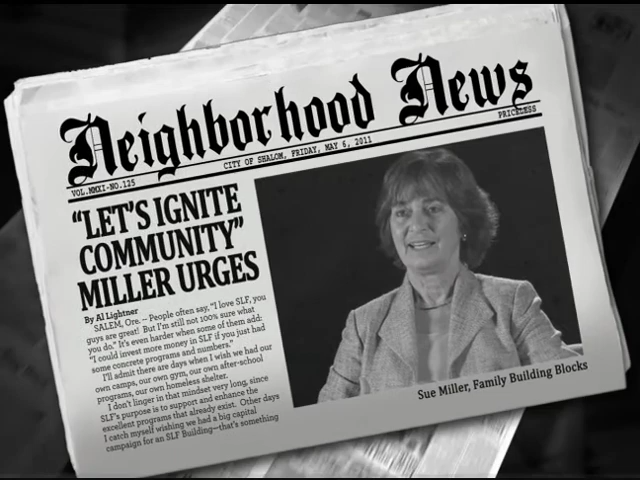 Neighborhood News
PRICELESS
CITY OF SHALOM, FRIDAY, MAY 6, 2011
VOL.MMXI-NO.125
"LET'S IGNITE
COMMUNITY"
MILLER URGES
By Al Lightner
SALEM, Ore. -- People often say, "I love SLF, you
guys are great! But I'm still not 100% sure what
you do." It's even harder when some of them add:
"I could invest more money in SLF if you just had
some concrete programs and numbers."
I'll admit there are days when I wish we had our
own camps, our own gym, our own after-school
programs, our own homeless shelter.
I don't linger in that mindset very long, since
SLF's purpose is to support and enhance the
excellent programs that already exist. Other days
I catch myself wishing we had a big capital
campaign for an SLF Building—that's something
Sue Miller, Family Building Blocks